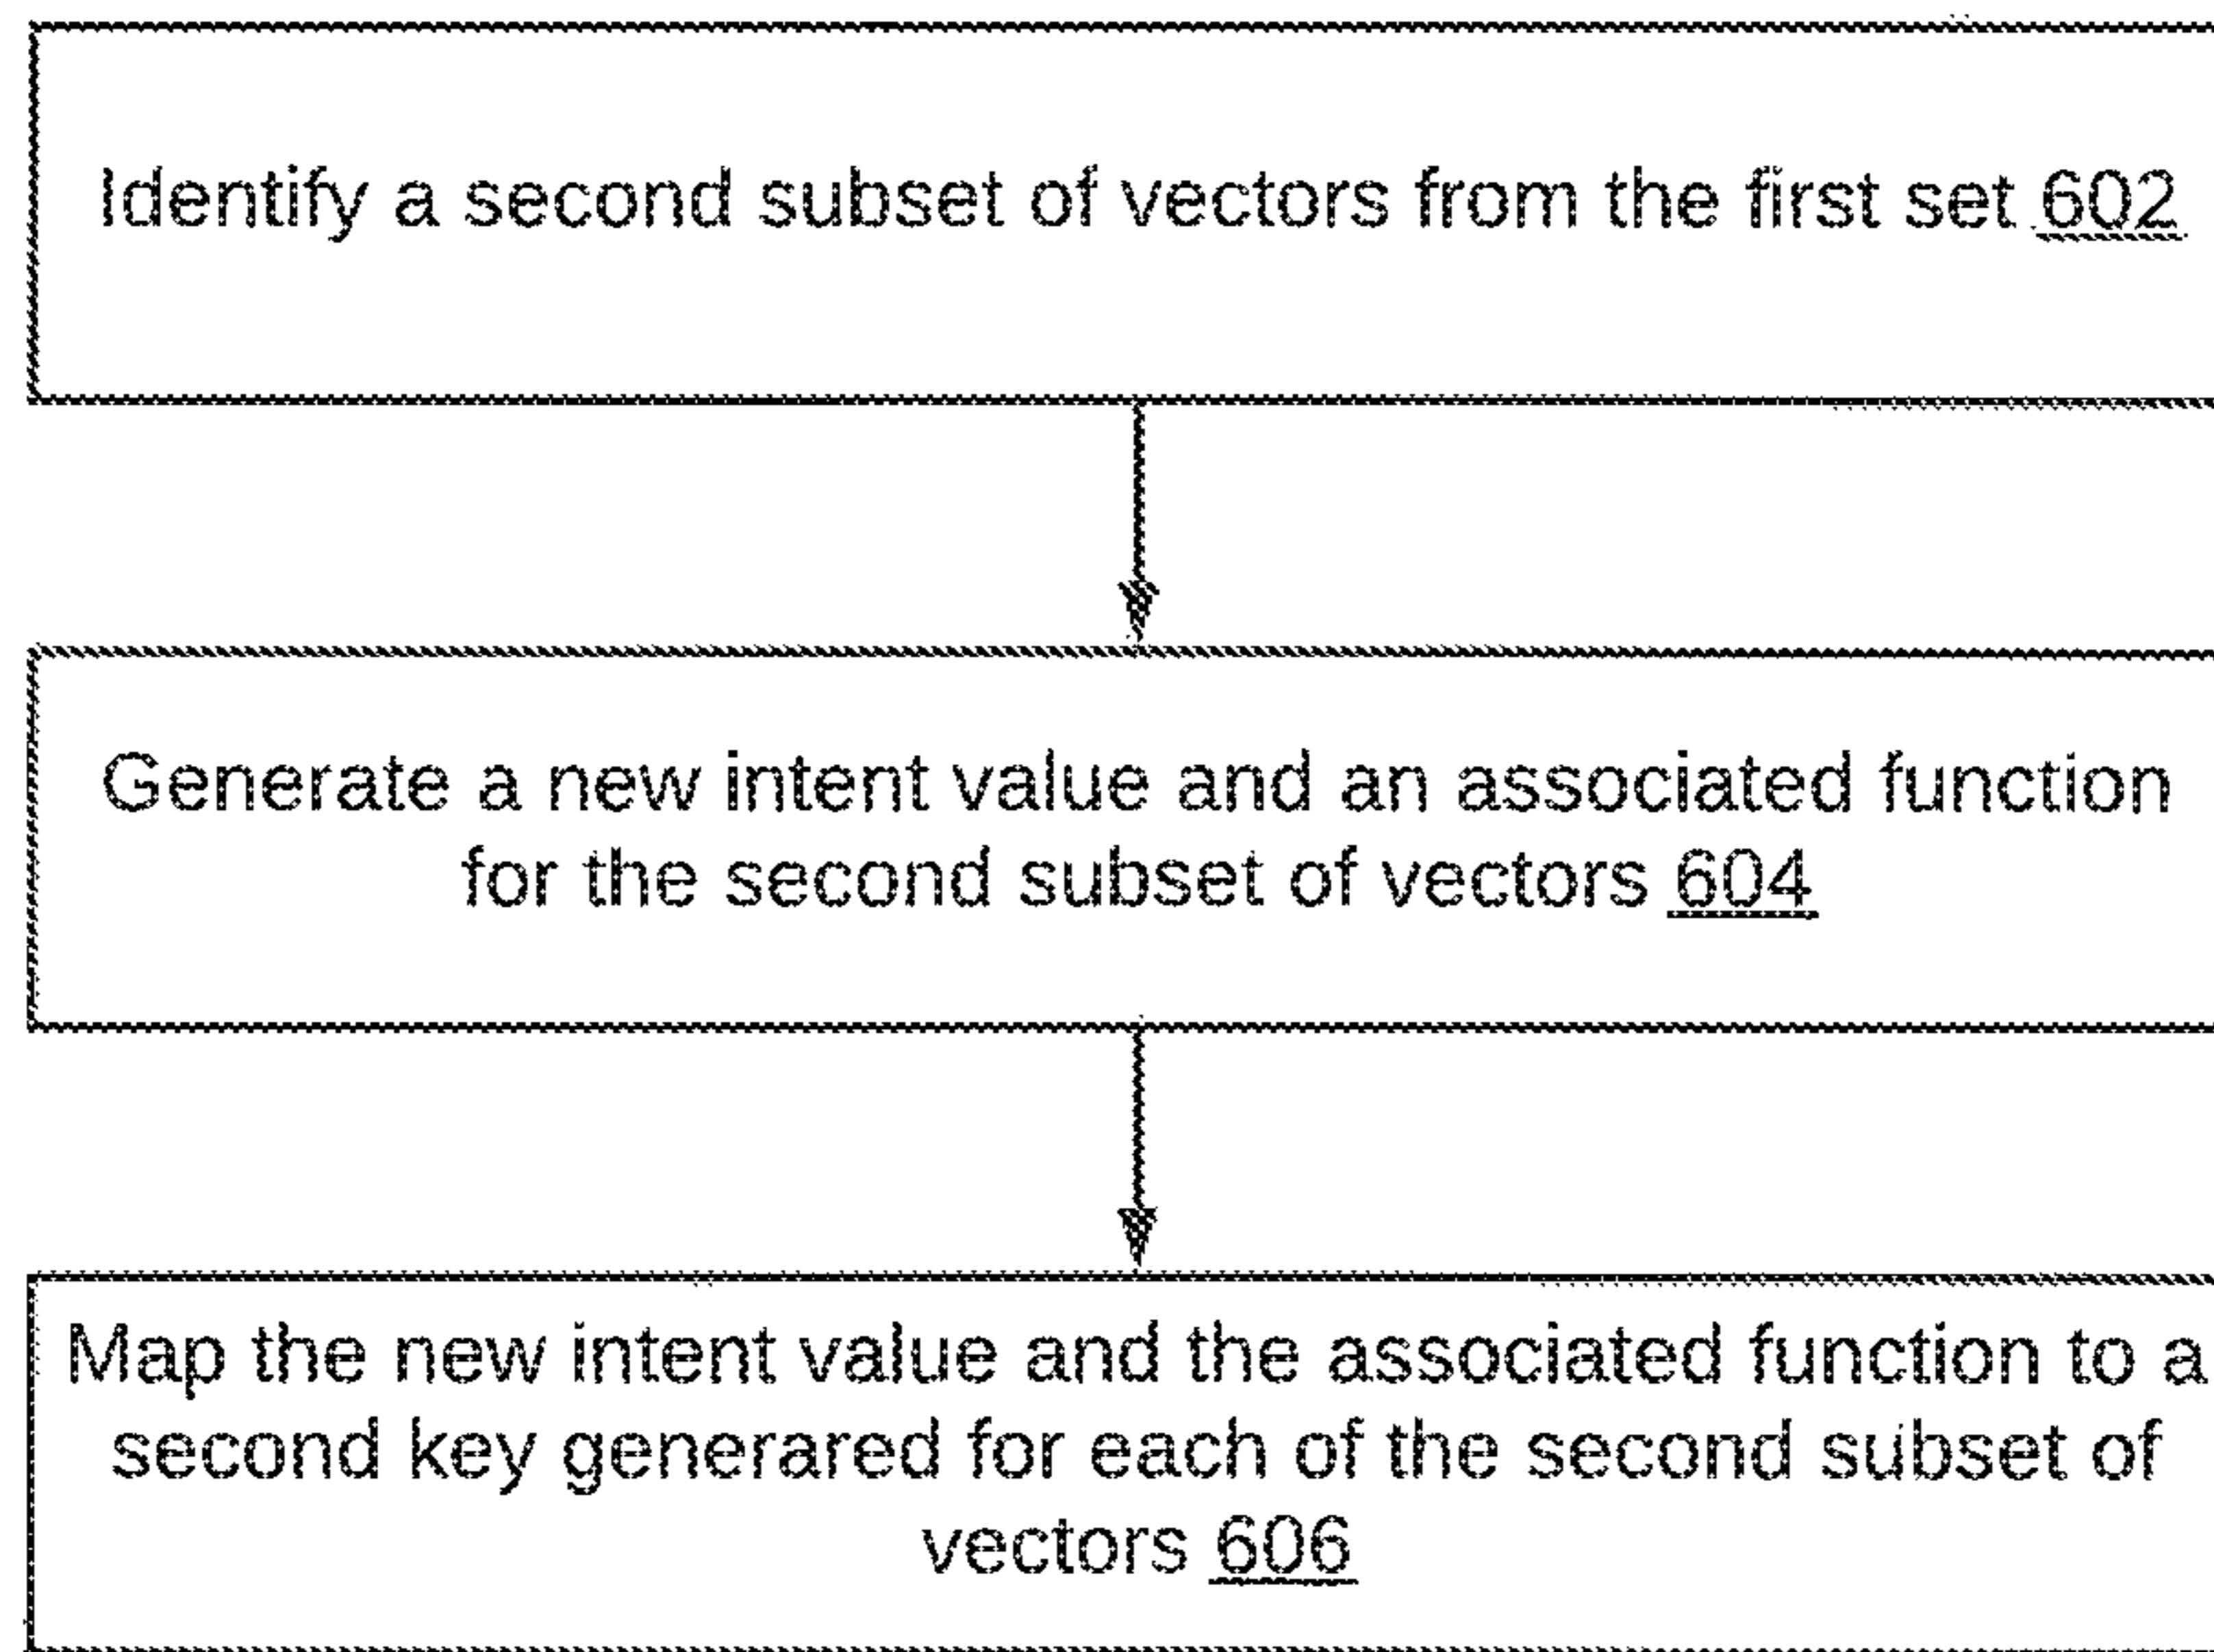 Identify a second subset of vectors from the first set 602
Generate a new intent value and an associated function
for the second subset of vectors 604
Map the new intent value and the associated function to a
second key generared for each of the second subset of
vectors 606